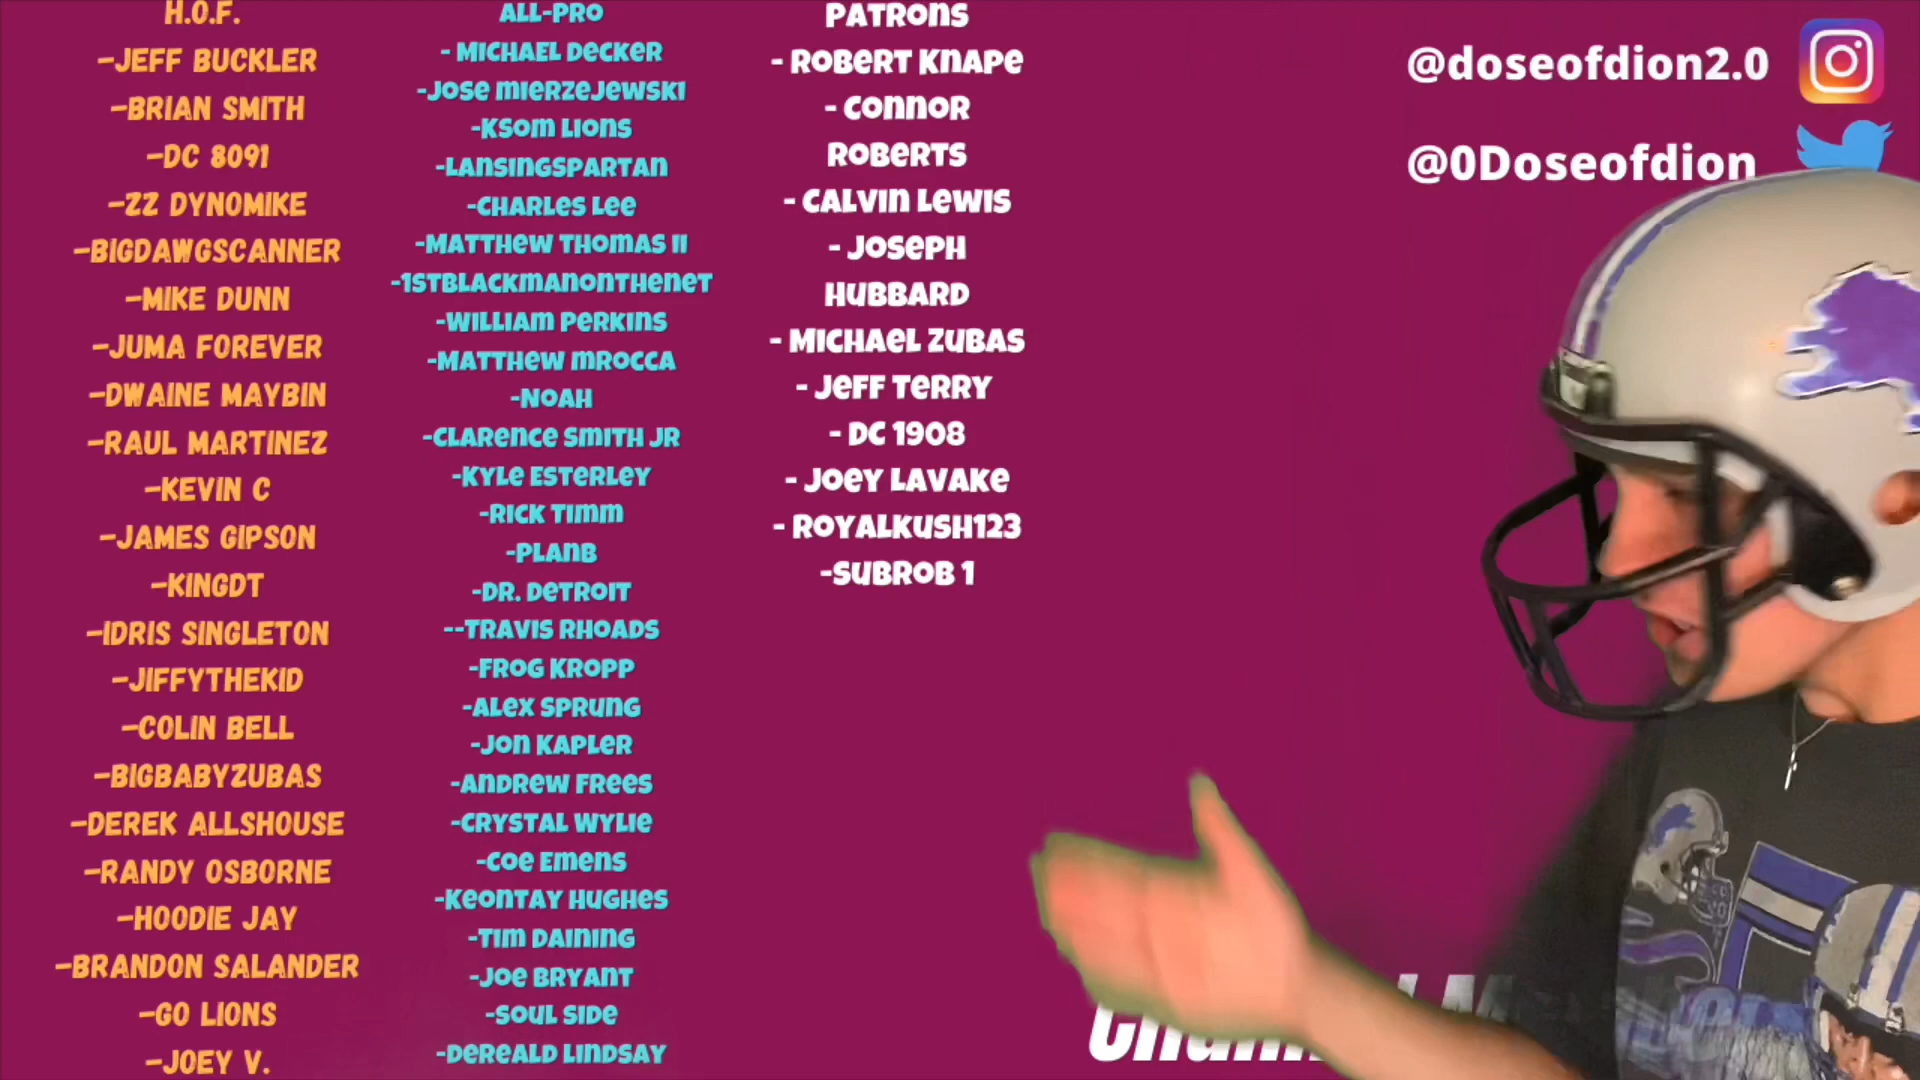 H.O.F.
-JEFF BUCKLER
-BRIAN SMITH
-DC 8091
-ZZ DYNOMIKE
-BIGDAWGSCANNER
-MIKE DUNN
-JUMA FOREVER
-DWAINE MAYBIN
-RAUL MARTINEZ
-KEVIN C
-JAMES GIPSON
-KINGDT
-IDRIS SINGLETON
-JIFFYTHEKID
-COLIN BELL
-BIGBABYZUBAS
-DEREK ALLSHOUSE
-RANDY OSBORNE
-HOODIE JAY
-BRANDON SALANDER
-GO LIONS
-JOEY V.
ALL-PRO
- MICHAEL DECKER
-JOSE MIERZEJEWSKI
-KSOM LIONS
-LANSINGSPARTAN
-CHARLES LEE
-MATTHEW THOMAS II
-1STBLACKMANONTHENET
-WILLIAM PERKINS
-MATTHEW MROCCA
-NOAH
-CLARENCE SMITH JR
-KYLE ESTERLEY
-RICK TIMM
-PLANB
-DR. DETROIT
--TRAVIS RHOADS
-FROG KROPP
-ALEX SPRUNG
-JON KAPLER
-ANDREW FREES
-CRYSTAL WYLIE
-COE EMENS
-KEONTAY HUGHES
-TIM DAINING
-JOE BRYANT
-SOUL SIDE
-DEREALD LINDSAY
PATRONS
- ROBERT KNAPE
- CONNOR
ROBERTS
- CALVIN LEWIS
- JOSEPH
HUBBARD
- MICHAEL ZUBAS
- JEFF TERRY
- DC 1908
- JOEY LAVAKE
- ROYALKUSH123
-SUBROB 1
@doseofdion2.0
@0Doseofdion